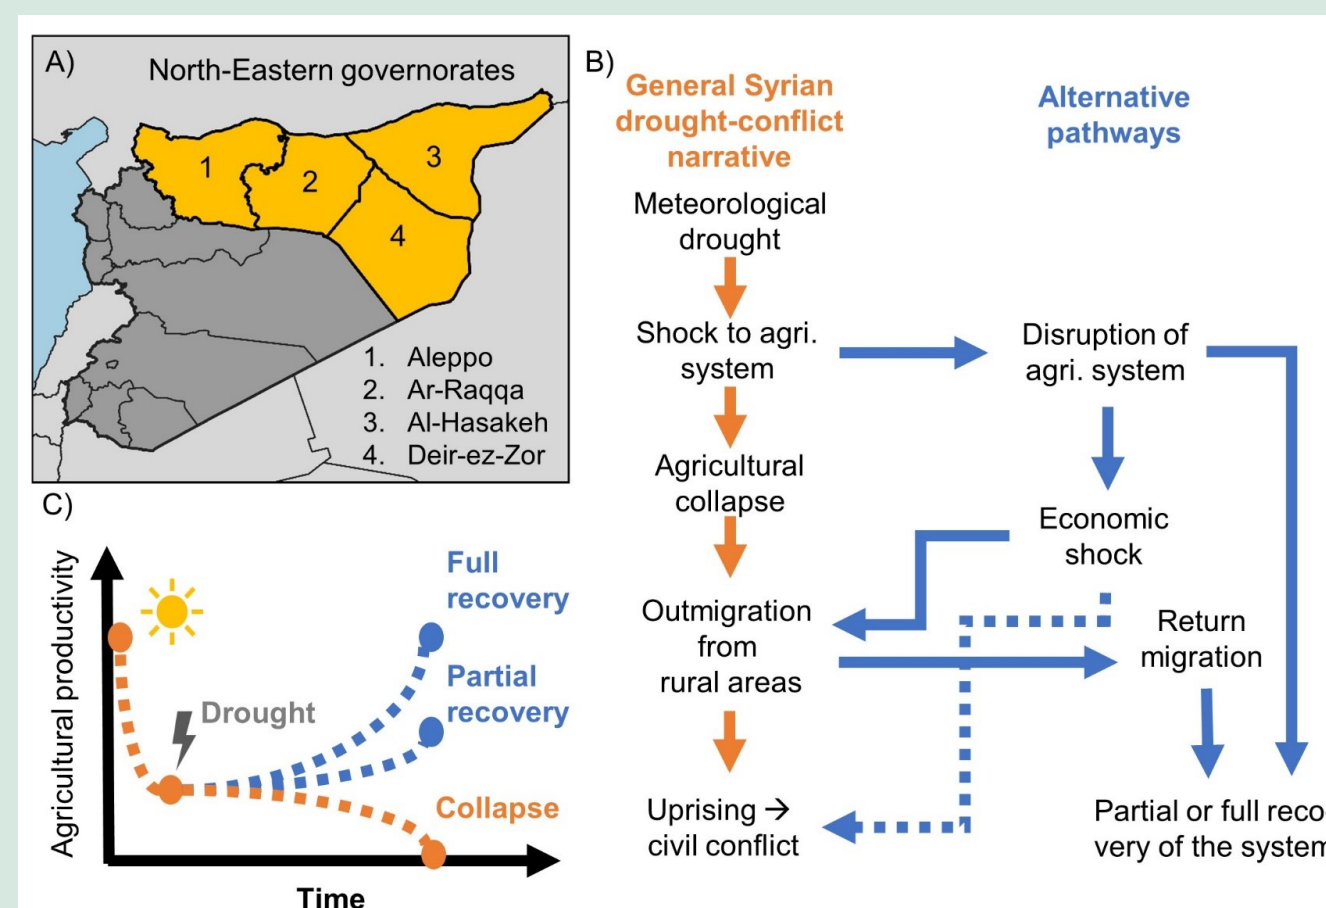 A)
North-Eastern governorates
1
2
3
4
1. Aleppo
2. Ar-Raqqa
3. Al-Hasakeh
4. Deir-ez-Zor
B)
General Syrian
drought-conflict
narrative
Alternative
pathways
Meteorological
drought
Shock to agri.
system
Disruption of
agri. system
Agricultural
collapse
Economic
shock
Outmigration
from
rural areas
Return
migration
Uprising →
civil conflict
Partial or full reco-
very of the system
C)
Agricultural productivity
Full
recovery
Partial
recovery
Drought
Collapse
Time